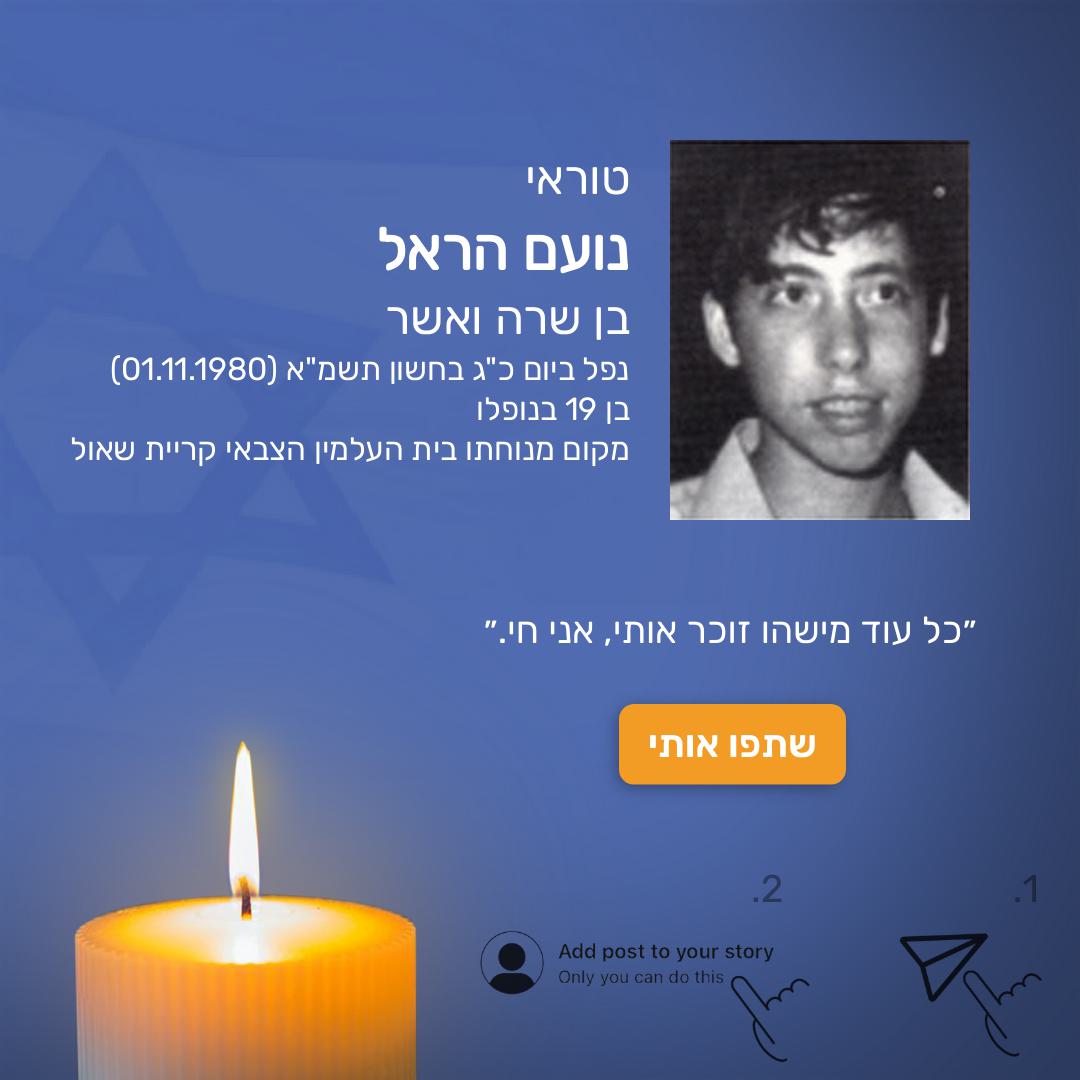 טוראי
נועם הראל
בן שרה ואשר
נפל ביום כ"ג בחשון תשמ"א (01.11.1980)
בן 19 בנופלו
מקום מנוחתו בית העלמין הצבאי קריית שאול
״כל עוד מישהו זוכר אותי, אני חי.״
שתפו אותי
1.
2.
Add post to your story
Only you can do this